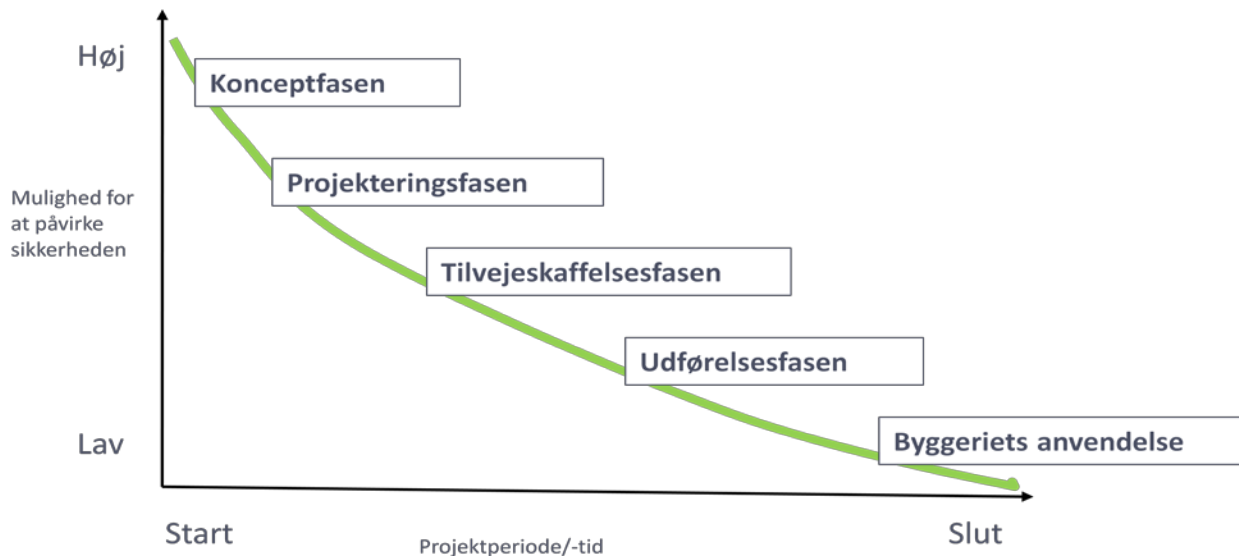 Høj
Konceptfasen
Projekteringsfasen
Mulighed for
at påvirke
sikkerheden
Tilvejeskaffelsesfasen
Udførelsesfasen
Lav
Byggeriets anvendelse
Start
Projektperiode/-tid
Slut